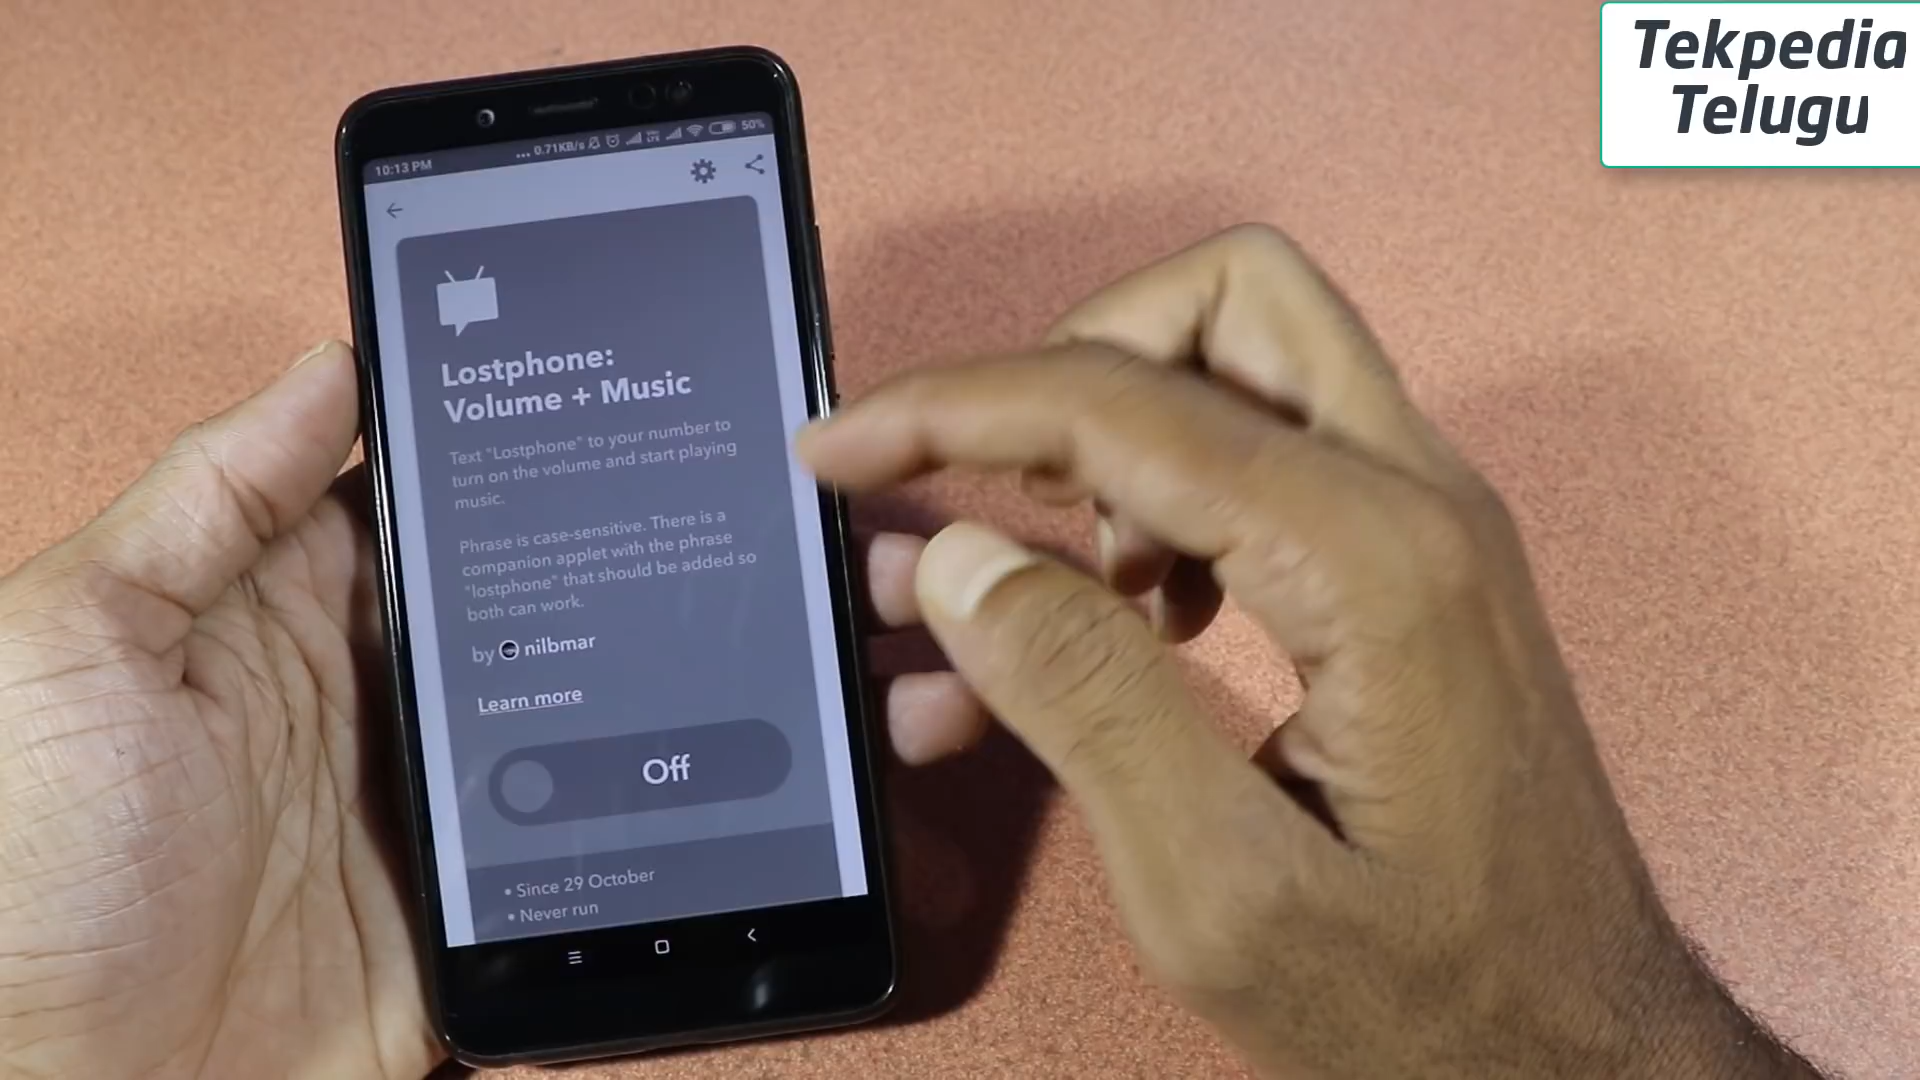 Tekpedia
Telugu
10:13 PM
... 0.71KB/s
50%
Lostphone:
Volume + Music
Text "Lostphone" to your number to
turn on the volume and start playing
music.
Phrase is case-sensitive. There is a
companion applet with the phrase
"lostphone" that should be added so
both can work.
by nilbmar
Learn more
Off
• Since 29 October
• Never run